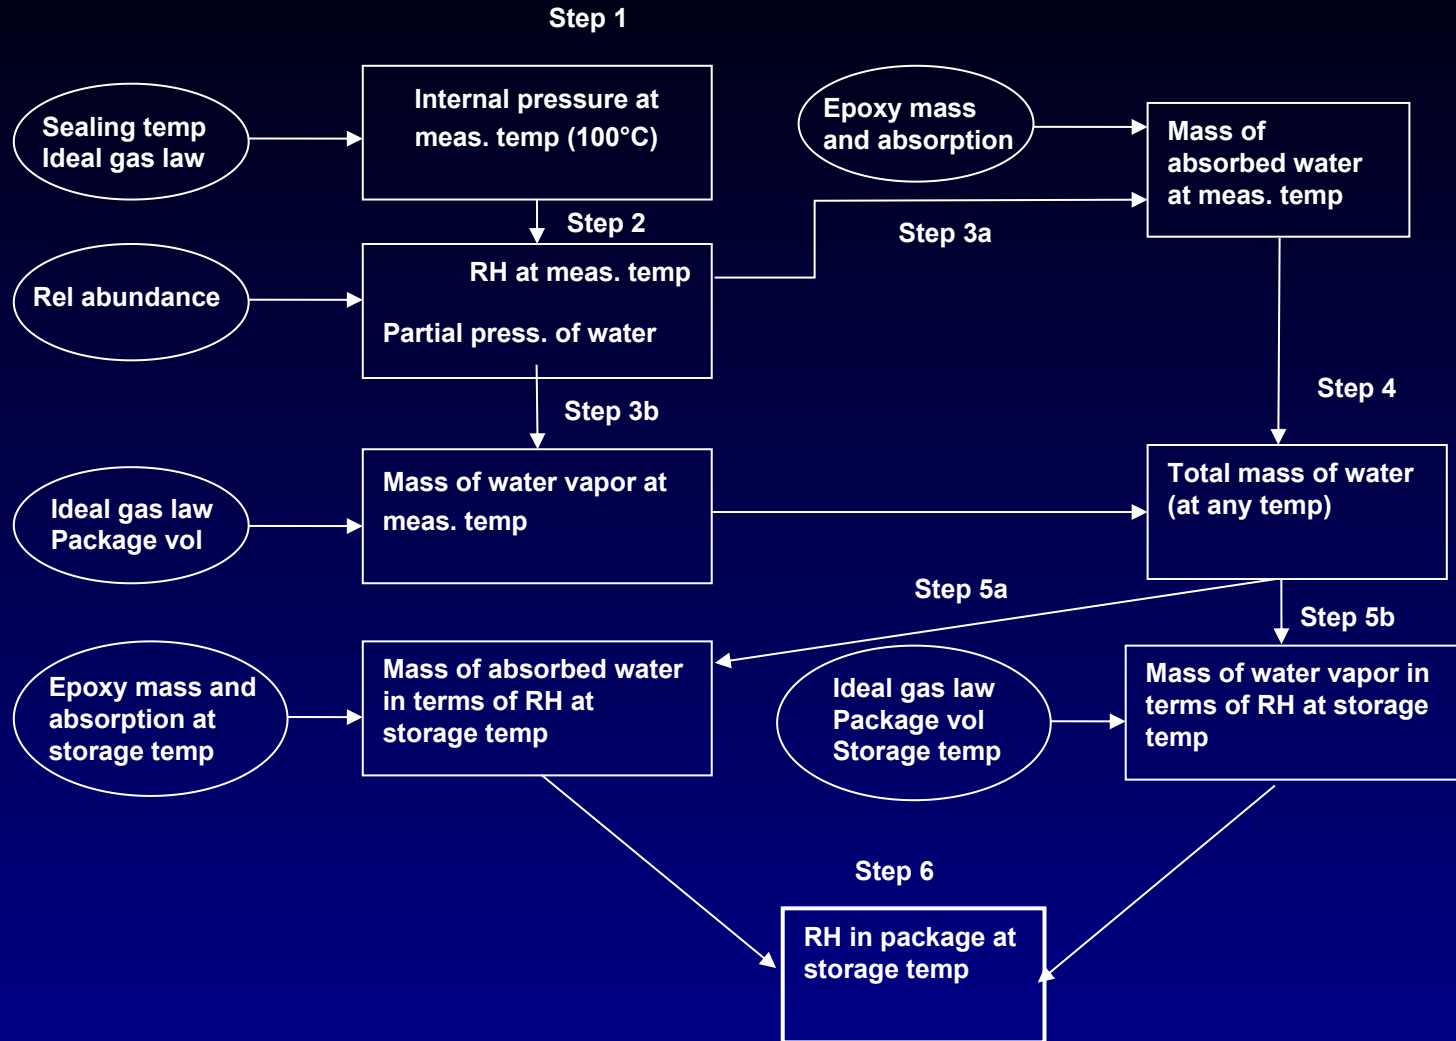 Step 1
Sealing temp
Ideal gas law
Internal pressure at
meas. temp (100°C)
Epoxy mass
and absorption
Mass of
absorbed water
at meas. temp
Step 2
Step 3a
Rel abundance
RH at meas. temp
Partial press. of water
Step 3b
Step 4
Ideal gas law
Package vol
Mass of water vapor at
meas. temp
Total mass of water
(at any temp)
Step 5a
Step 5b
Epoxy mass and
absorption at
storage temp
Mass of absorbed water
in terms of RH at
storage temp
Ideal gas law
Package vol
Storage temp
Mass of water vapor in
terms of RH at storage
temp
Step 6
RH in package at
storage temp